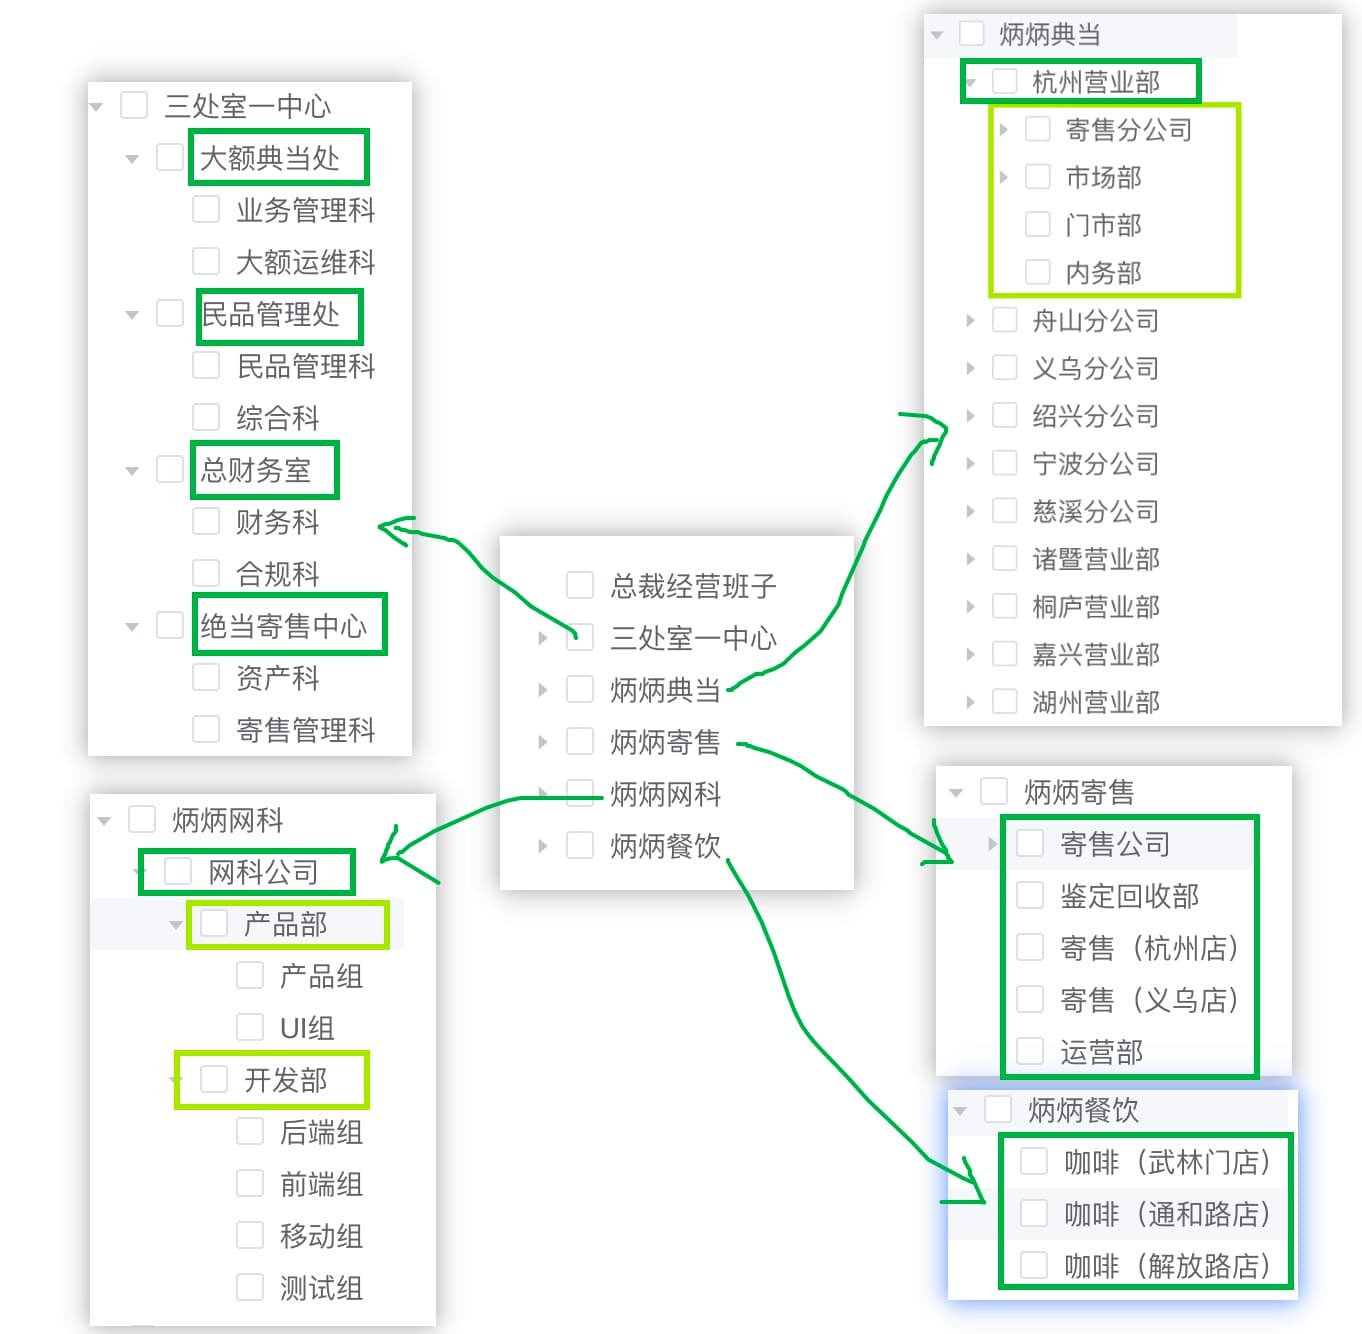 三处室一中心
大额典当处
业务管理科
大额运维科
民品管理处
民品管理科
综合科
总财务室
财务科
合规科
绝当寄售中心
资产科
寄售管理科
炳炳网科
网科公司
产品部
产品组
UI组
开发部
后端组
前端组
移动组
测试组
总裁经营班子
三处室一中心
炳炳典当
炳炳寄售
炳炳网科
炳炳餐饮
炳炳典当
杭州营业部
寄售分公司
市场部
门市部
内务部
舟山分公司
义乌分公司
绍兴分公司
宁波分公司
慈溪分公司
诸暨营业部
桐庐营业部
嘉兴营业部
湖州营业部
炳炳寄售
寄售公司
鉴定回收部
寄售（杭州店）
寄售（义乌店）
运营部
炳炳餐饮
咖啡（武林门店）
咖啡（通和路店）
咖啡（解放路店）